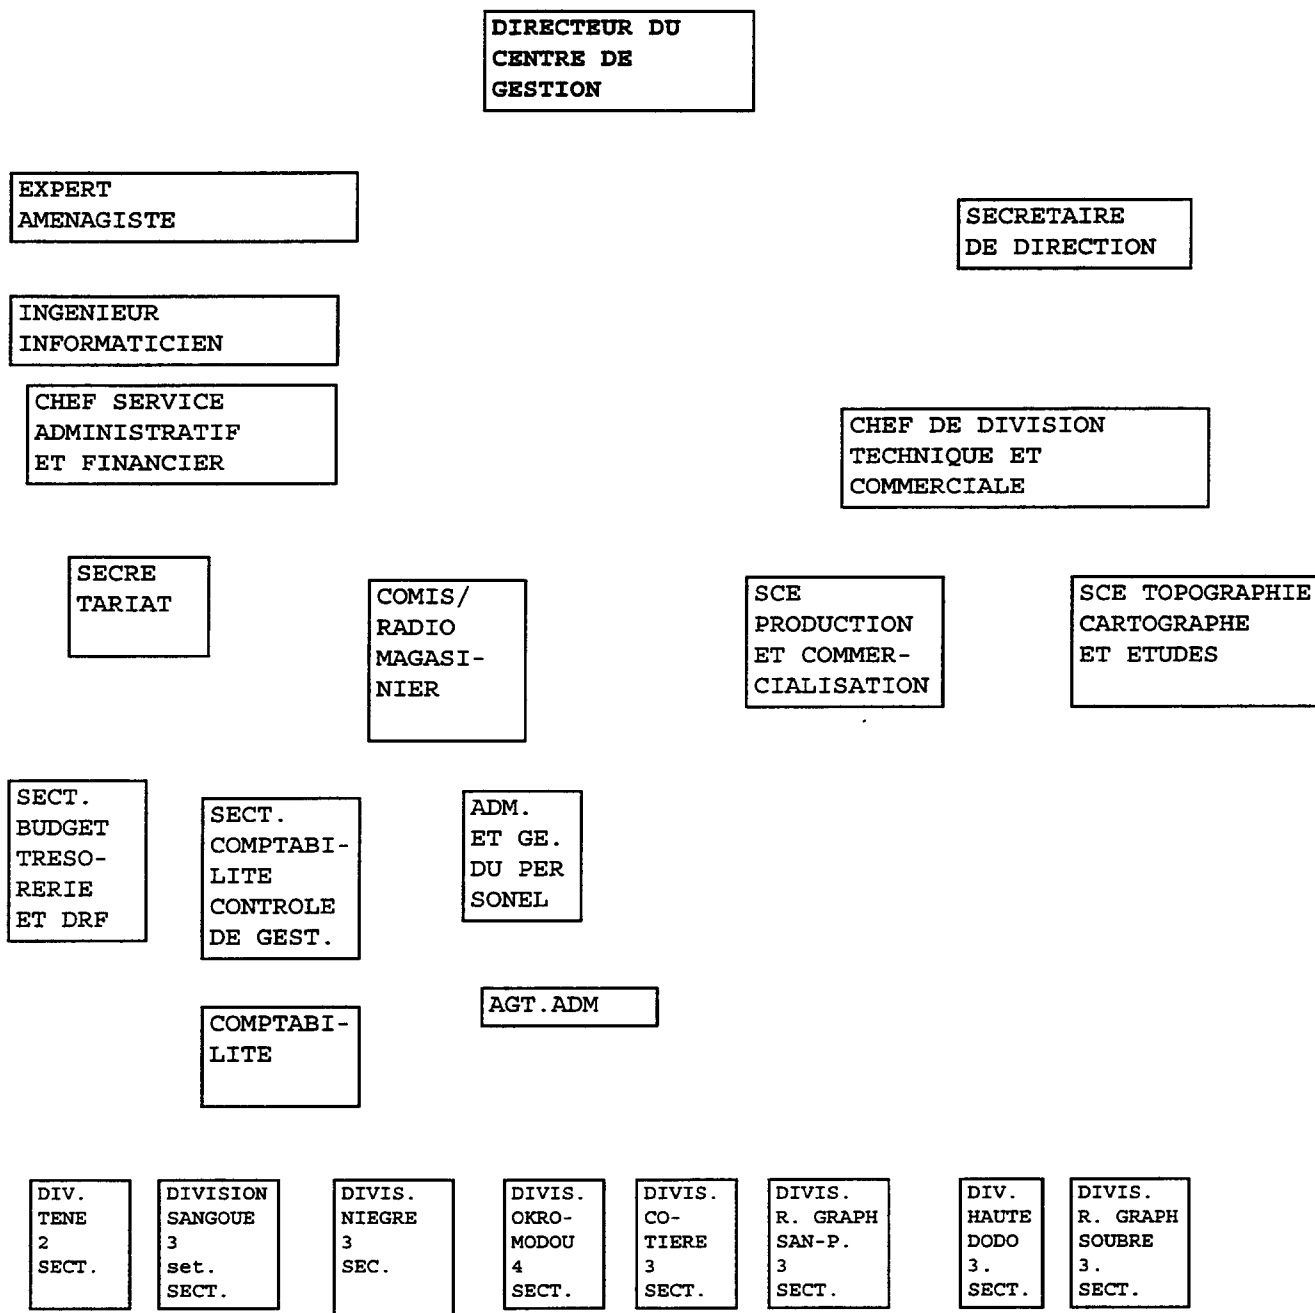 DIRECTEUR DU
CENTRE DE
GESTION
EXPERT
AMENAGISTE
SECRETAIRE
DE DIRECTION
INGENIEUR
INFORMATICIEN
CHEF SERVICE
ADMINISTRATIF
ET FINANCIER
CHEF DE DIVISION
TECHNIQUE ET
COMMERCIALE
SECRE
TARIAT
COMIS/
RADIO
MAGASI-
NIER
SCE
PRODUCTION
ET COMMER-
CIALISATION
SCE TOPOGRAPHIE
CARTOGRAPHE
ET ETUDES
SECT.
BUDGET
TRESO-
RERIE
ET DRF
SECT.
COMPTABI-
LITE
CONTROLE
DE GEST.
ADM.
ET GE.
DU PER
SONEL
COMPTABI-
LITE
AGT.ADM
DIV.
TENE
2
SECT.
DIVISION
SANGOUE
3
set.
SECT.
DIVIS.
NIEGRE
3
SEC.
DIVIS.
OKRO-
MODOU
4
SECT.
DIVIS.
CO-
TIERE
3
SECT.
DIVIS.
R. GRAPH
SAN-P.
3
SECT.
DIV.
HAUTE
DODO
3.
SECT.
DIVIS.
R. GRAPH
SOUBRE
3.
SECT.